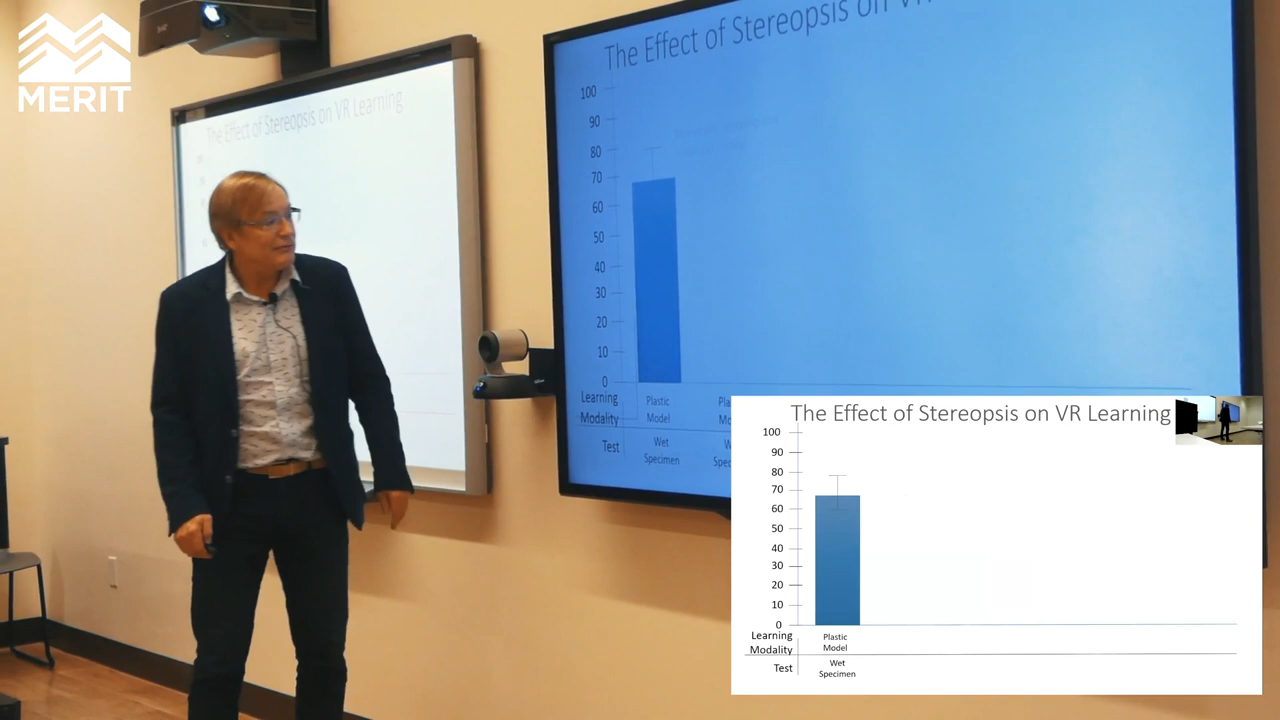 MERIT
The Effect of Stereopsis on VR Learning
The Effect of Stereopsis on VR
100
90
80
70
60
50
40
30
20
10
0
Learning
Modality
Plastic
Model
Test
Wet
Specimen
The Effect of Stereopsis on VR Learning
100
90
80
70
60
50
40
30
20
10
0
Learning
Modality
Plastic
Model
Test
Wet
Specimen